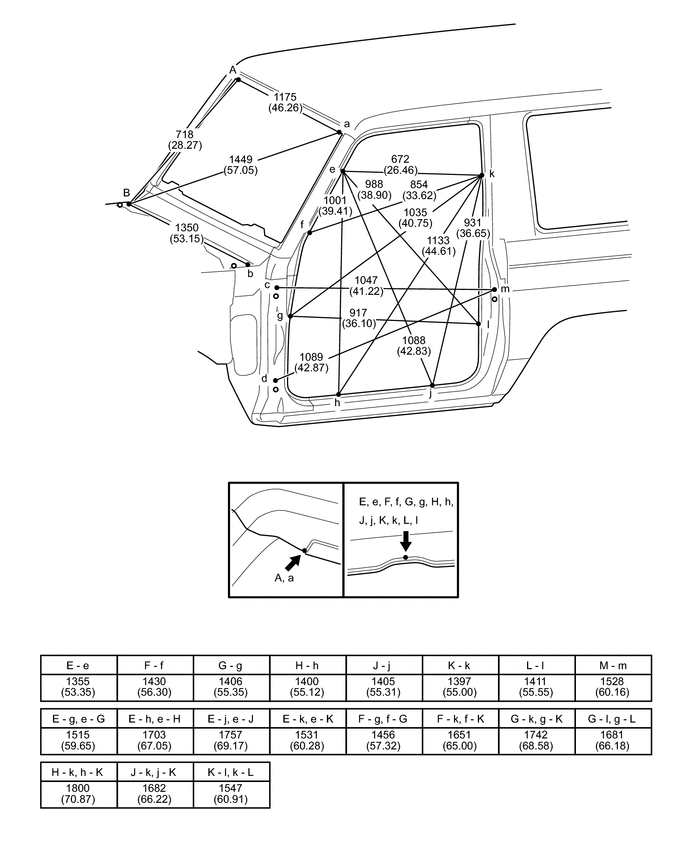 A
1175
(46.26)
a
718
(28.27)
1449
(57.05)
672
(26.46)
e
k
988
(38.90)
854
(33.62)
B
1001
(39.41)
1035
(40.75)
931
(36.65)
1350
(53.15)
f
1133
(44.61)
b
c
1047
(41.22)
m
g
917
(36.10)
l
1088
(42.83)
1089
(42.87)
d
h
j
E, e, F, f, G, g, H, h,
J, j, K, k, L, l
A, a
E - e F - f G - g H - h J - j K - k L - l M - m
1355 1430 1406 1400 1405 1397 1411 1528
(53.35) (56.30) (55.35) (55.12) (55.31) (55.00) (55.55) (60.16)
E - g, e - G E - h, e - H E - j, e - J E - k, e - K F - g, f - G F - k, f - K G - k, g - K G - l, g - L
1515 1703 1757 1531 1456 1651 1742 1681
(59.65) (67.05) (69.17) (60.28) (57.32) (65.00) (68.58) (66.18)
H - k, h - K J - k, j - K K - l, k - L
1800 1682 1547
(70.87) (66.22) (60.91)